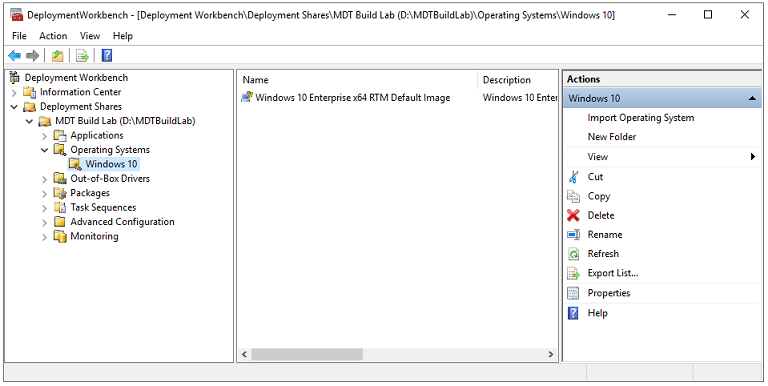 DeploymentWorkbench - [Deployment Workbench\Deployment Shares\MDT Build Lab (D:\MDTBuildLab)\Operating Systems\Windows 10]
File Action View Help
Deployment Workbench
Information Center
Deployment Shares
MDT Build Lab (D:\MDTBuildLab)
Applications
Operating Systems
Windows 10
Out-of-Box Drivers
Packages
Task Sequences
Advanced Configuration
Monitoring
Name Description
Windows 10 Enterprise x64 RTM Default Image Windows 10 Enter
Actions
Windows 10
Import Operating System
New Folder
View
Cut
Copy
Delete
Rename
Refresh
Export List...
Properties
Help